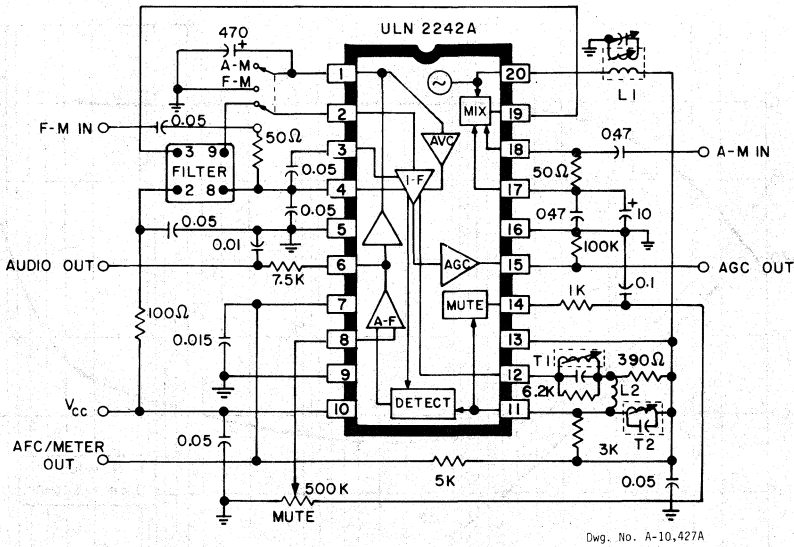 ULN 2242A
470
+
A-M
F-M
F-M IN
0.05
50Ω
3 9
FILTER
2 8
0.05
0.05
0.05
0.01
AUDIO OUT
7.5K
100Ω
0.015
VCC
0.05
AFC/METER
OUT
500K
MUTE
5K
1
2
3
4
5
6
7
8
9
10
20
19
18
17
16
15
14
13
12
11
MIX
AVC
I-F
AGC
MUTE
A-F
DETECT
L1
047
A-M IN
50Ω
047
+
10
100K
AGC OUT
0.1
1K
T1
390Ω
6.2K
L2
T2
3K
0.05
Dwg. No. A-10,427A